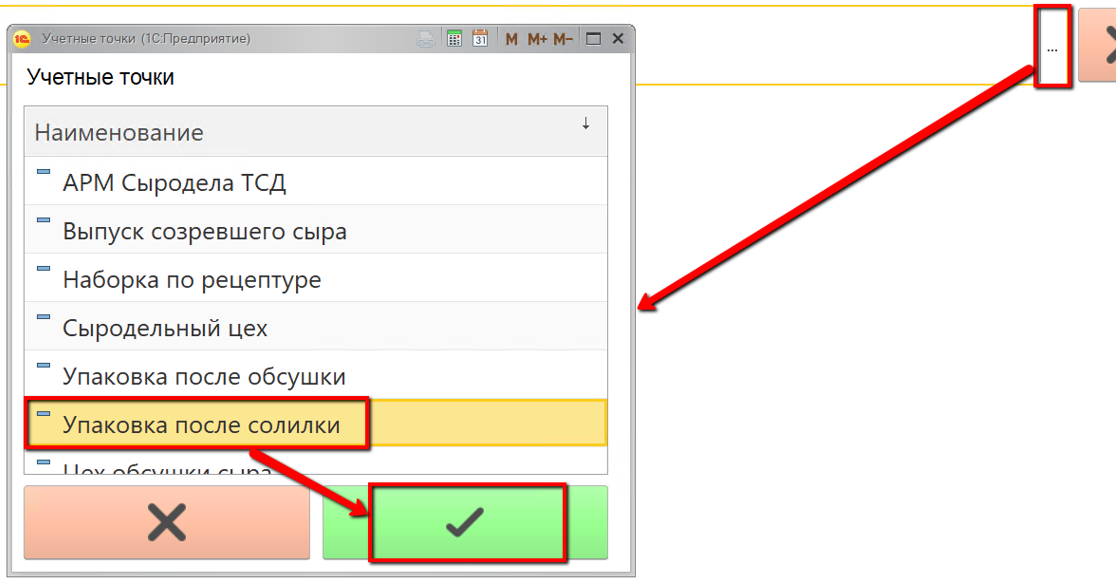 Учетные точки (1С:Предприятие)
31 M M+ M-
...
Учетные точки
Наименование
АРМ Сыродела ТСД
Выпуск созревшего сыра
Наборка по рецептуре
Сыродельный цех
Упаковка после обсушки
Упаковка после солилки
Цех обсушки сыра